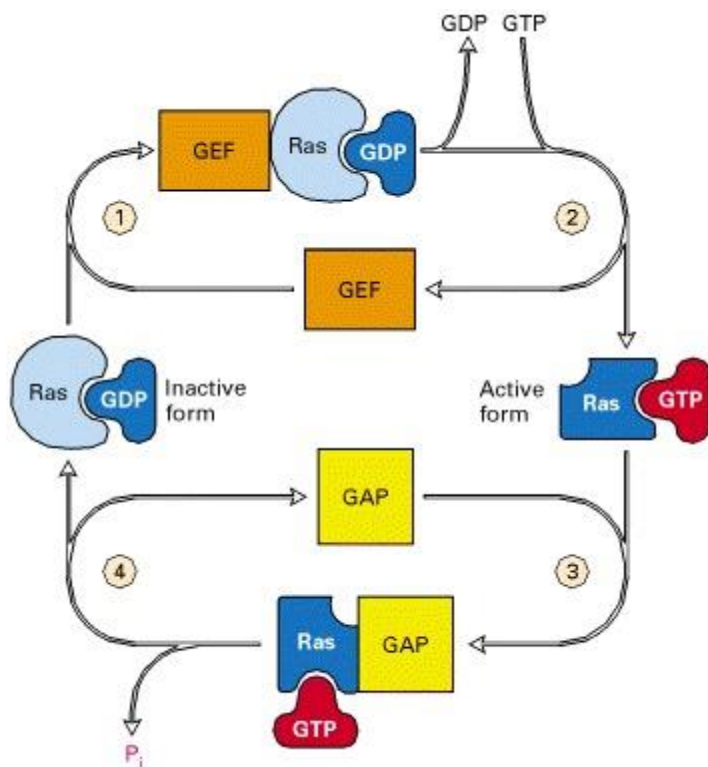 GDP GTP
GEF Ras GDP
1
2
GEF
Ras GDP Inactive
form
Active
form Ras GTP
GAP
4
3
Ras GAP
GTP
Pi